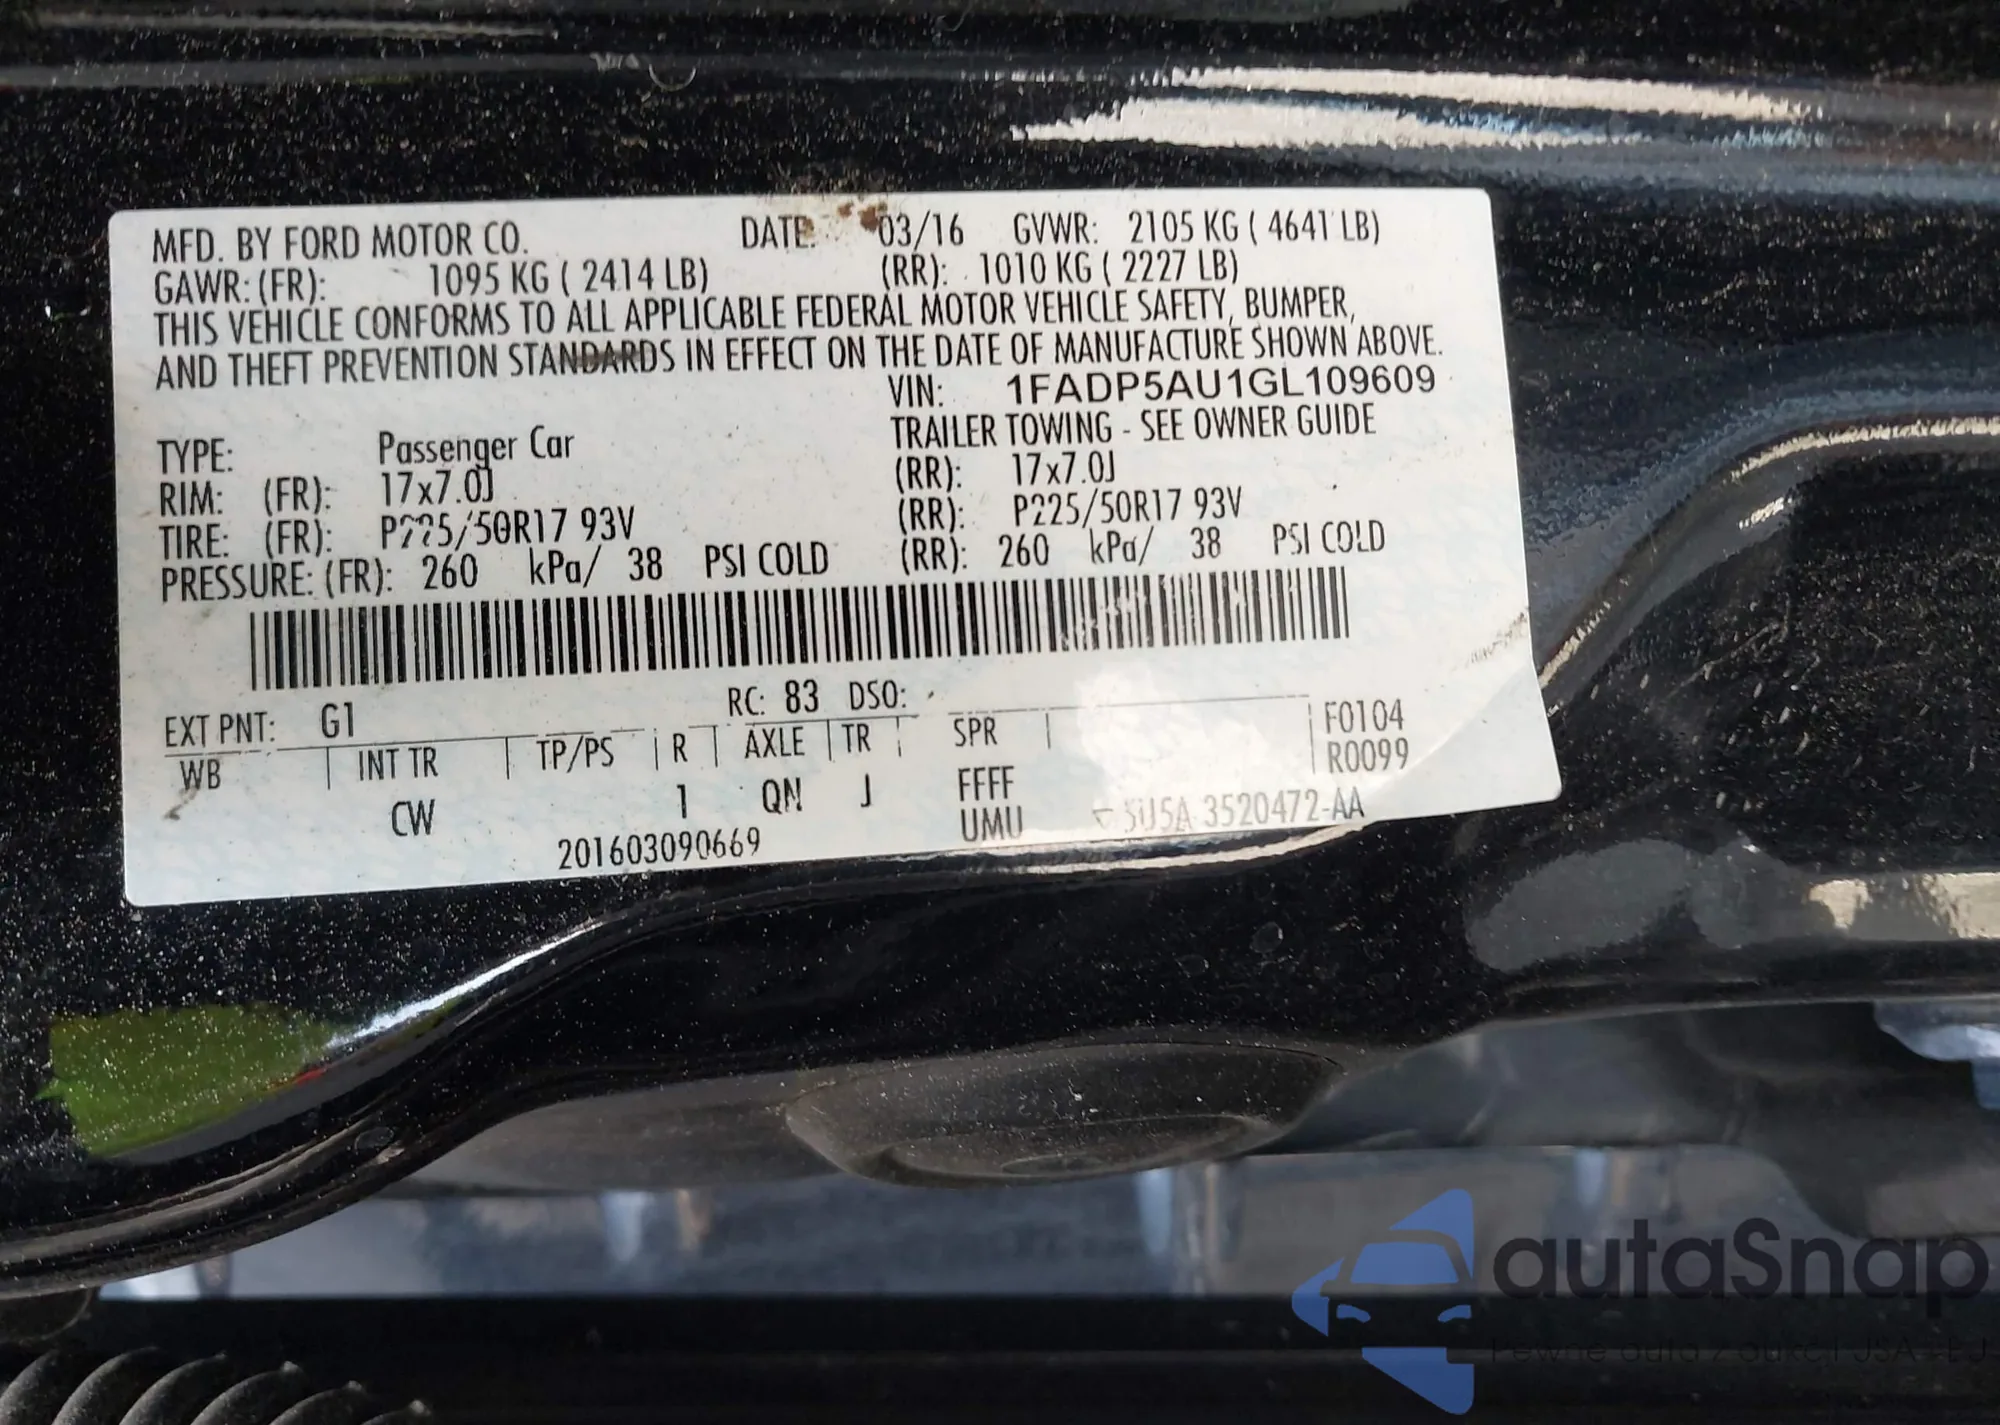 MFD. BY FORD MOTOR CO. DATE: 03/16 GVWR: 2105 KG ( 4641 LB)
GAWR: (FR): 1095 KG ( 2414 LB) (RR): 1010 KG ( 2227 LB)
THIS VEHICLE CONFORMS TO ALL APPLICABLE FEDERAL MOTOR VEHICLE SAFETY, BUMPER,
AND THEFT PREVENTION STANDARDS IN EFFECT ON THE DATE OF MANUFACTURE SHOWN ABOVE.
VIN: 1FADP5AU1GL109609
TYPE: Passenger Car TRAILER TOWING - SEE OWNER GUIDE
RIM: (FR): 17x7.0J (RR): 17x7.0J
TIRE: (FR): P225/50R17 93V (RR): P225/50R17 93V
PRESSURE: (FR): 260 kPa/ 38 PSI COLD (RR): 260 kPa/ 38 PSI COLD
EXT PNT: G1 RC: 83 DSO: F0104
WB | INT TR | TP/PS | R | AXLE | TR | SPR | R0099
CW 1 QN J FFFF
201603090669 UMU 3520472-AA
autaSnap